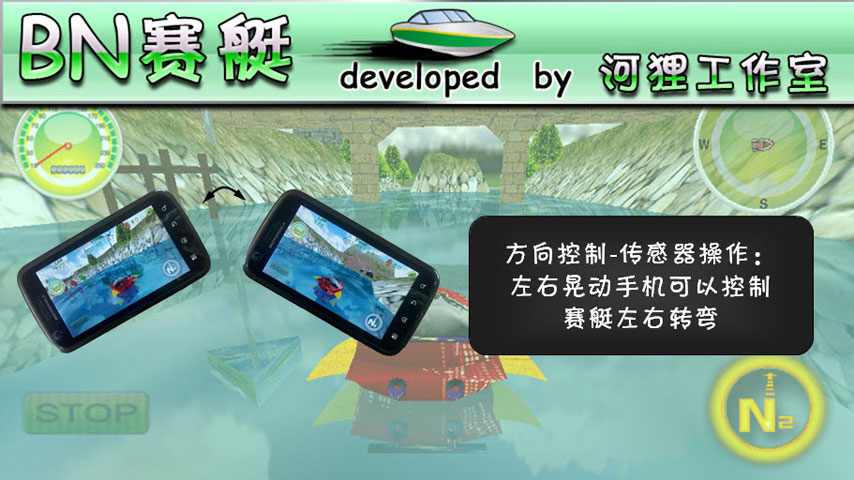 BN赛艇
developed by 河狸工作室
W E
S
方向控制-传感器操作：
左右晃动手机可以控制
赛艇左右转弯
STOP
N2